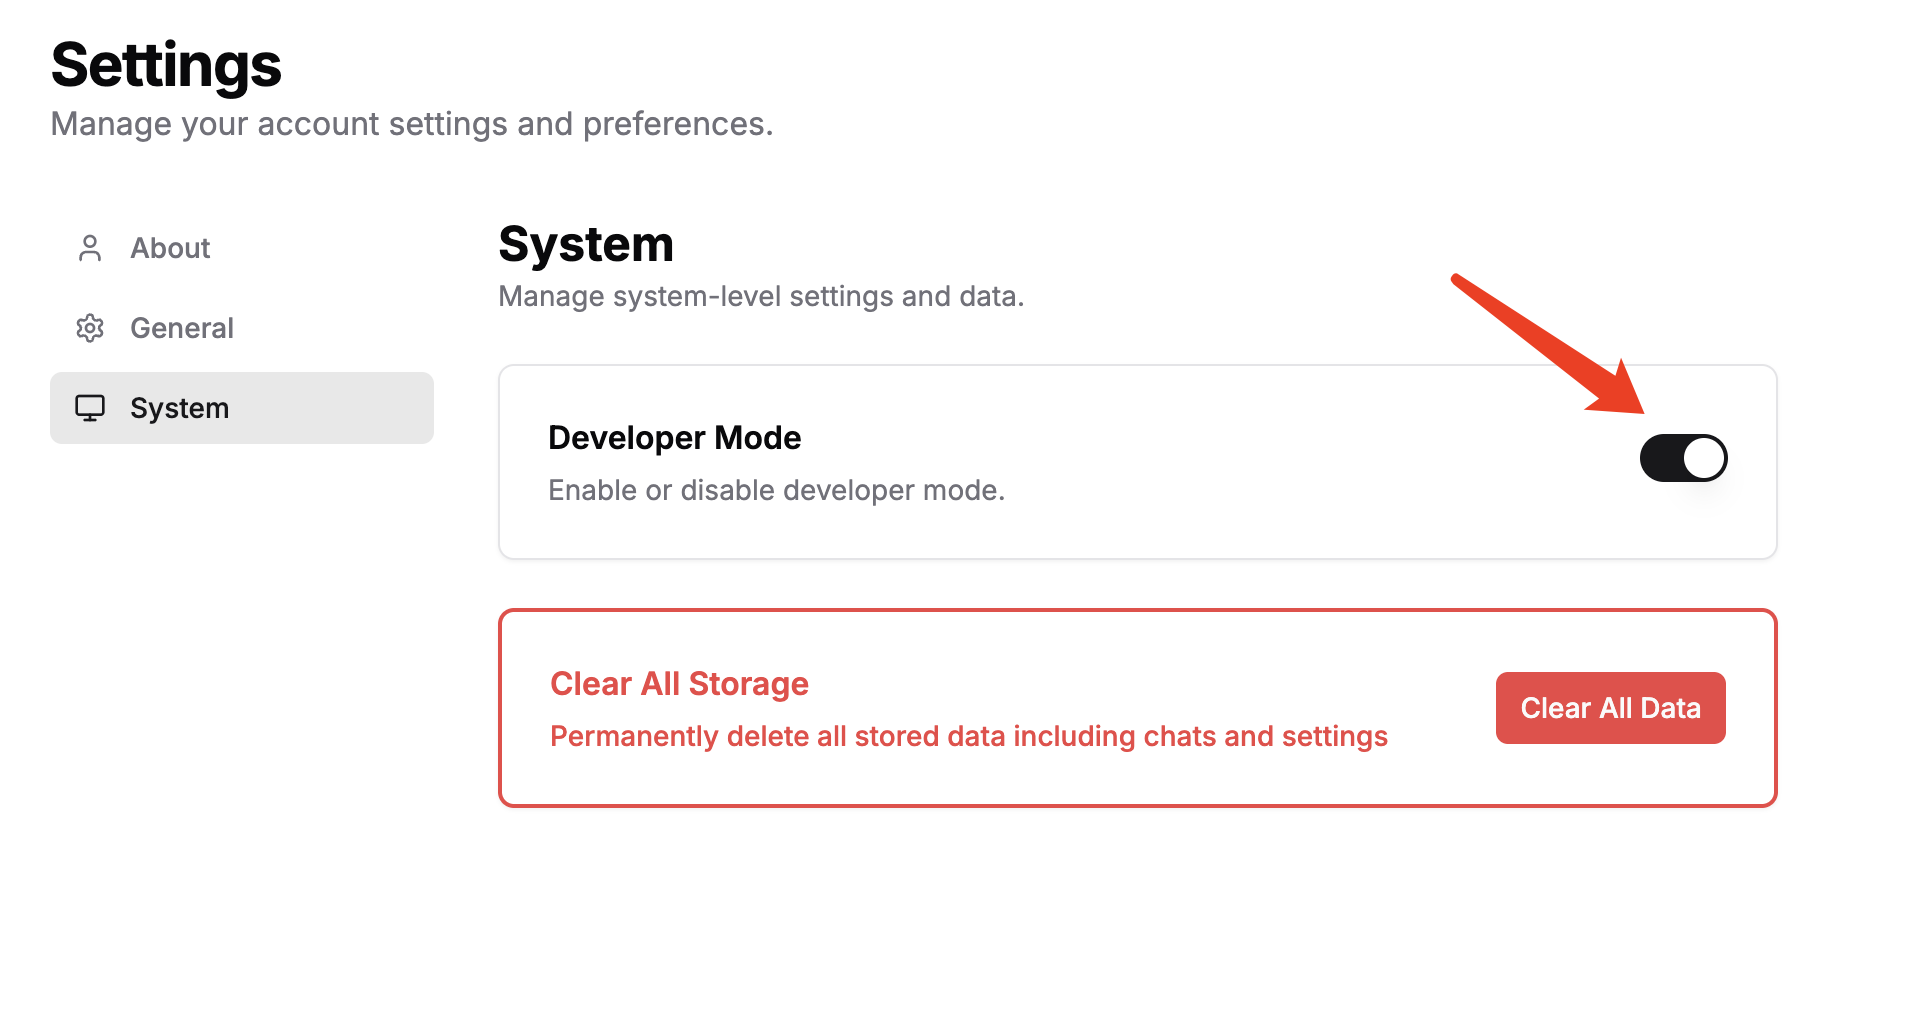 Settings
Manage your account settings and preferences.
About
General
System
System
Manage system-level settings and data.
Developer Mode
Enable or disable developer mode.
Clear All Storage
Permanently delete all stored data including chats and settings
Clear All Data